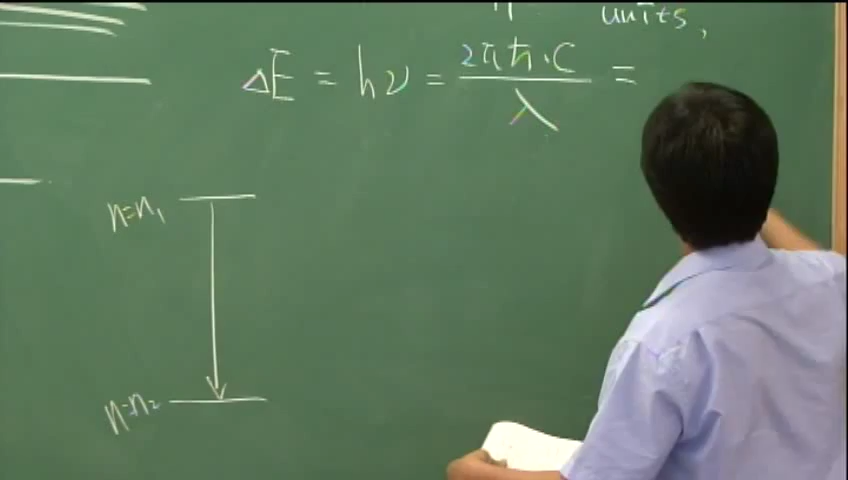 units,
ΔE = hν = 2πħ·c / λ =
n=n₁
n=n₂